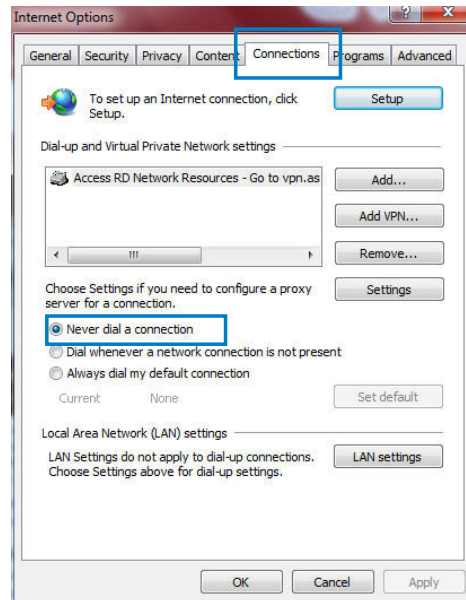 Internet Options
General Security Privacy Content Connections Programs Advanced
To set up an Internet connection, click
Setup.
Setup
Dial-up and Virtual Private Network settings
Access RD Network Resources - Go to vpn.as
Add...
Add VPN...
Remove...
Choose Settings if you need to configure a proxy
server for a connection.
Settings
Never dial a connection
Dial whenever a network connection is not present
Always dial my default connection
Current None
Set default
Local Area Network (LAN) settings
LAN Settings do not apply to dial-up connections.
Choose Settings above for dial-up settings.
LAN settings
OK Cancel Apply